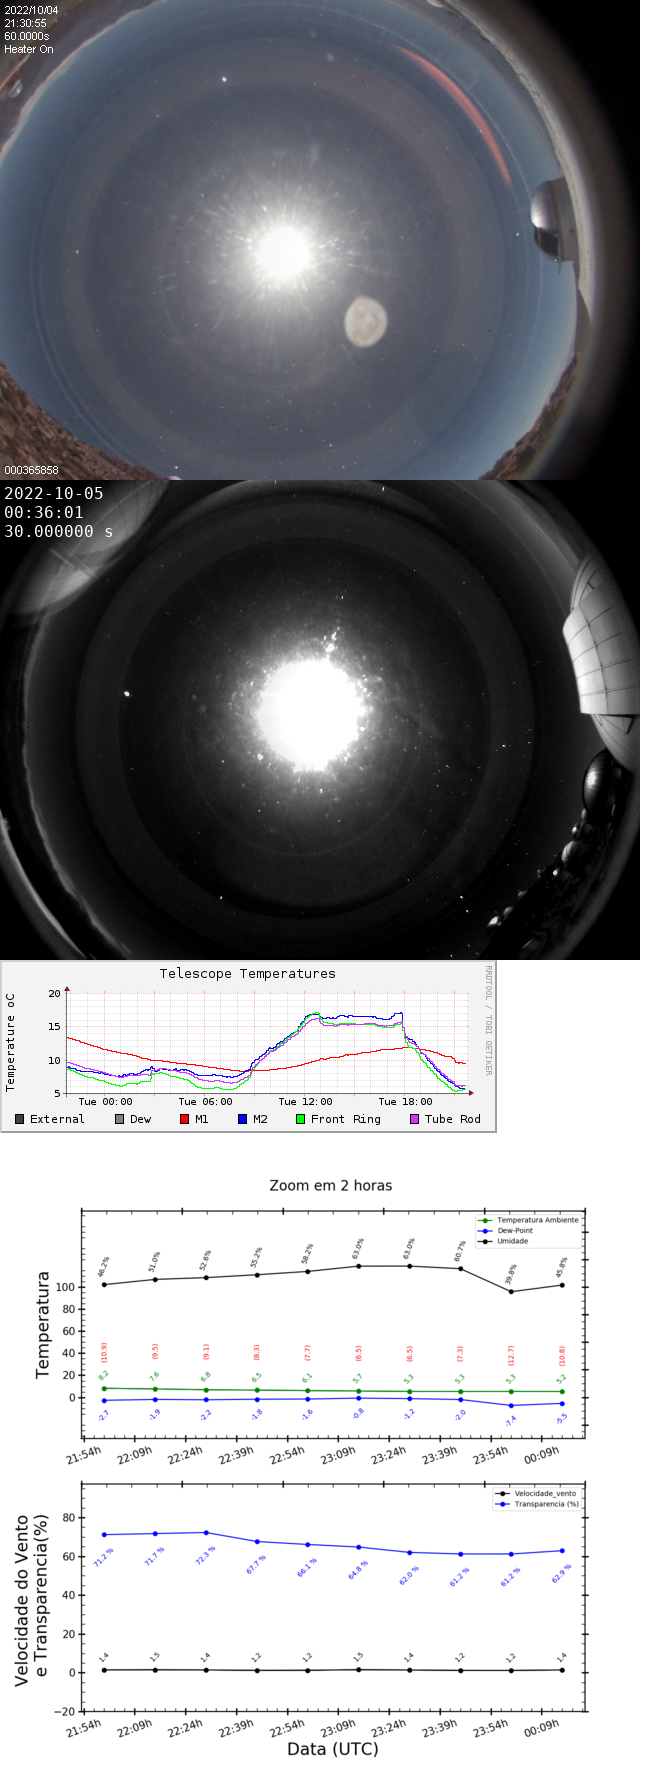 2022/10/04
21:30:55
60.0000s
Heater On
000365858
2022-10-05
00:36:01
30.000000 s
Telescope Temperatures
RRDTOOL / TOBI OETIKER
Temperature oC
20
15
10
5
Tue 00:00 Tue 06:00 Tue 12:00 Tue 18:00
External Dew M1 M2 Front Ring Tube Rod
Zoom em 2 horas
Temperatura Ambiente
Dew-Point
Umidade
Temperatura
100
80
60
40
20
0
46.2% 51.0% 52.6% 55.2% 58.2% 63.0% 63.0% 60.7% 39.8% 45.8%
(10.9) (9.5) (9.1) (8.3) (7.7) (6.5) (6.5) (7.3) (12.7) (10.8)
8.2 7.6 6.8 6.5 6.1 5.7 5.3 5.3 5.3 5.2
-2.7 -1.9 -2.2 -1.8 -1.6 -0.8 -1.2 -2.0 -7.4 -5.5
21:54h 22:09h 22:24h 22:39h 22:54h 23:09h 23:24h 23:39h 23:54h 00:09h
Velocidade_vento
Transparencia (%)
Velocidade do Vento
e Transparencia(%)
80
60
40
20
0
−20
71.2 % 71.7 % 72.3 % 67.7 % 66.1 % 64.8 % 62.0 % 61.2 % 61.2 % 62.9 %
1.4 1.5 1.4 1.2 1.2 1.5 1.4 1.2 1.2 1.4
21:54h 22:09h 22:24h 22:39h 22:54h 23:09h 23:24h 23:39h 23:54h 00:09h
Data (UTC)